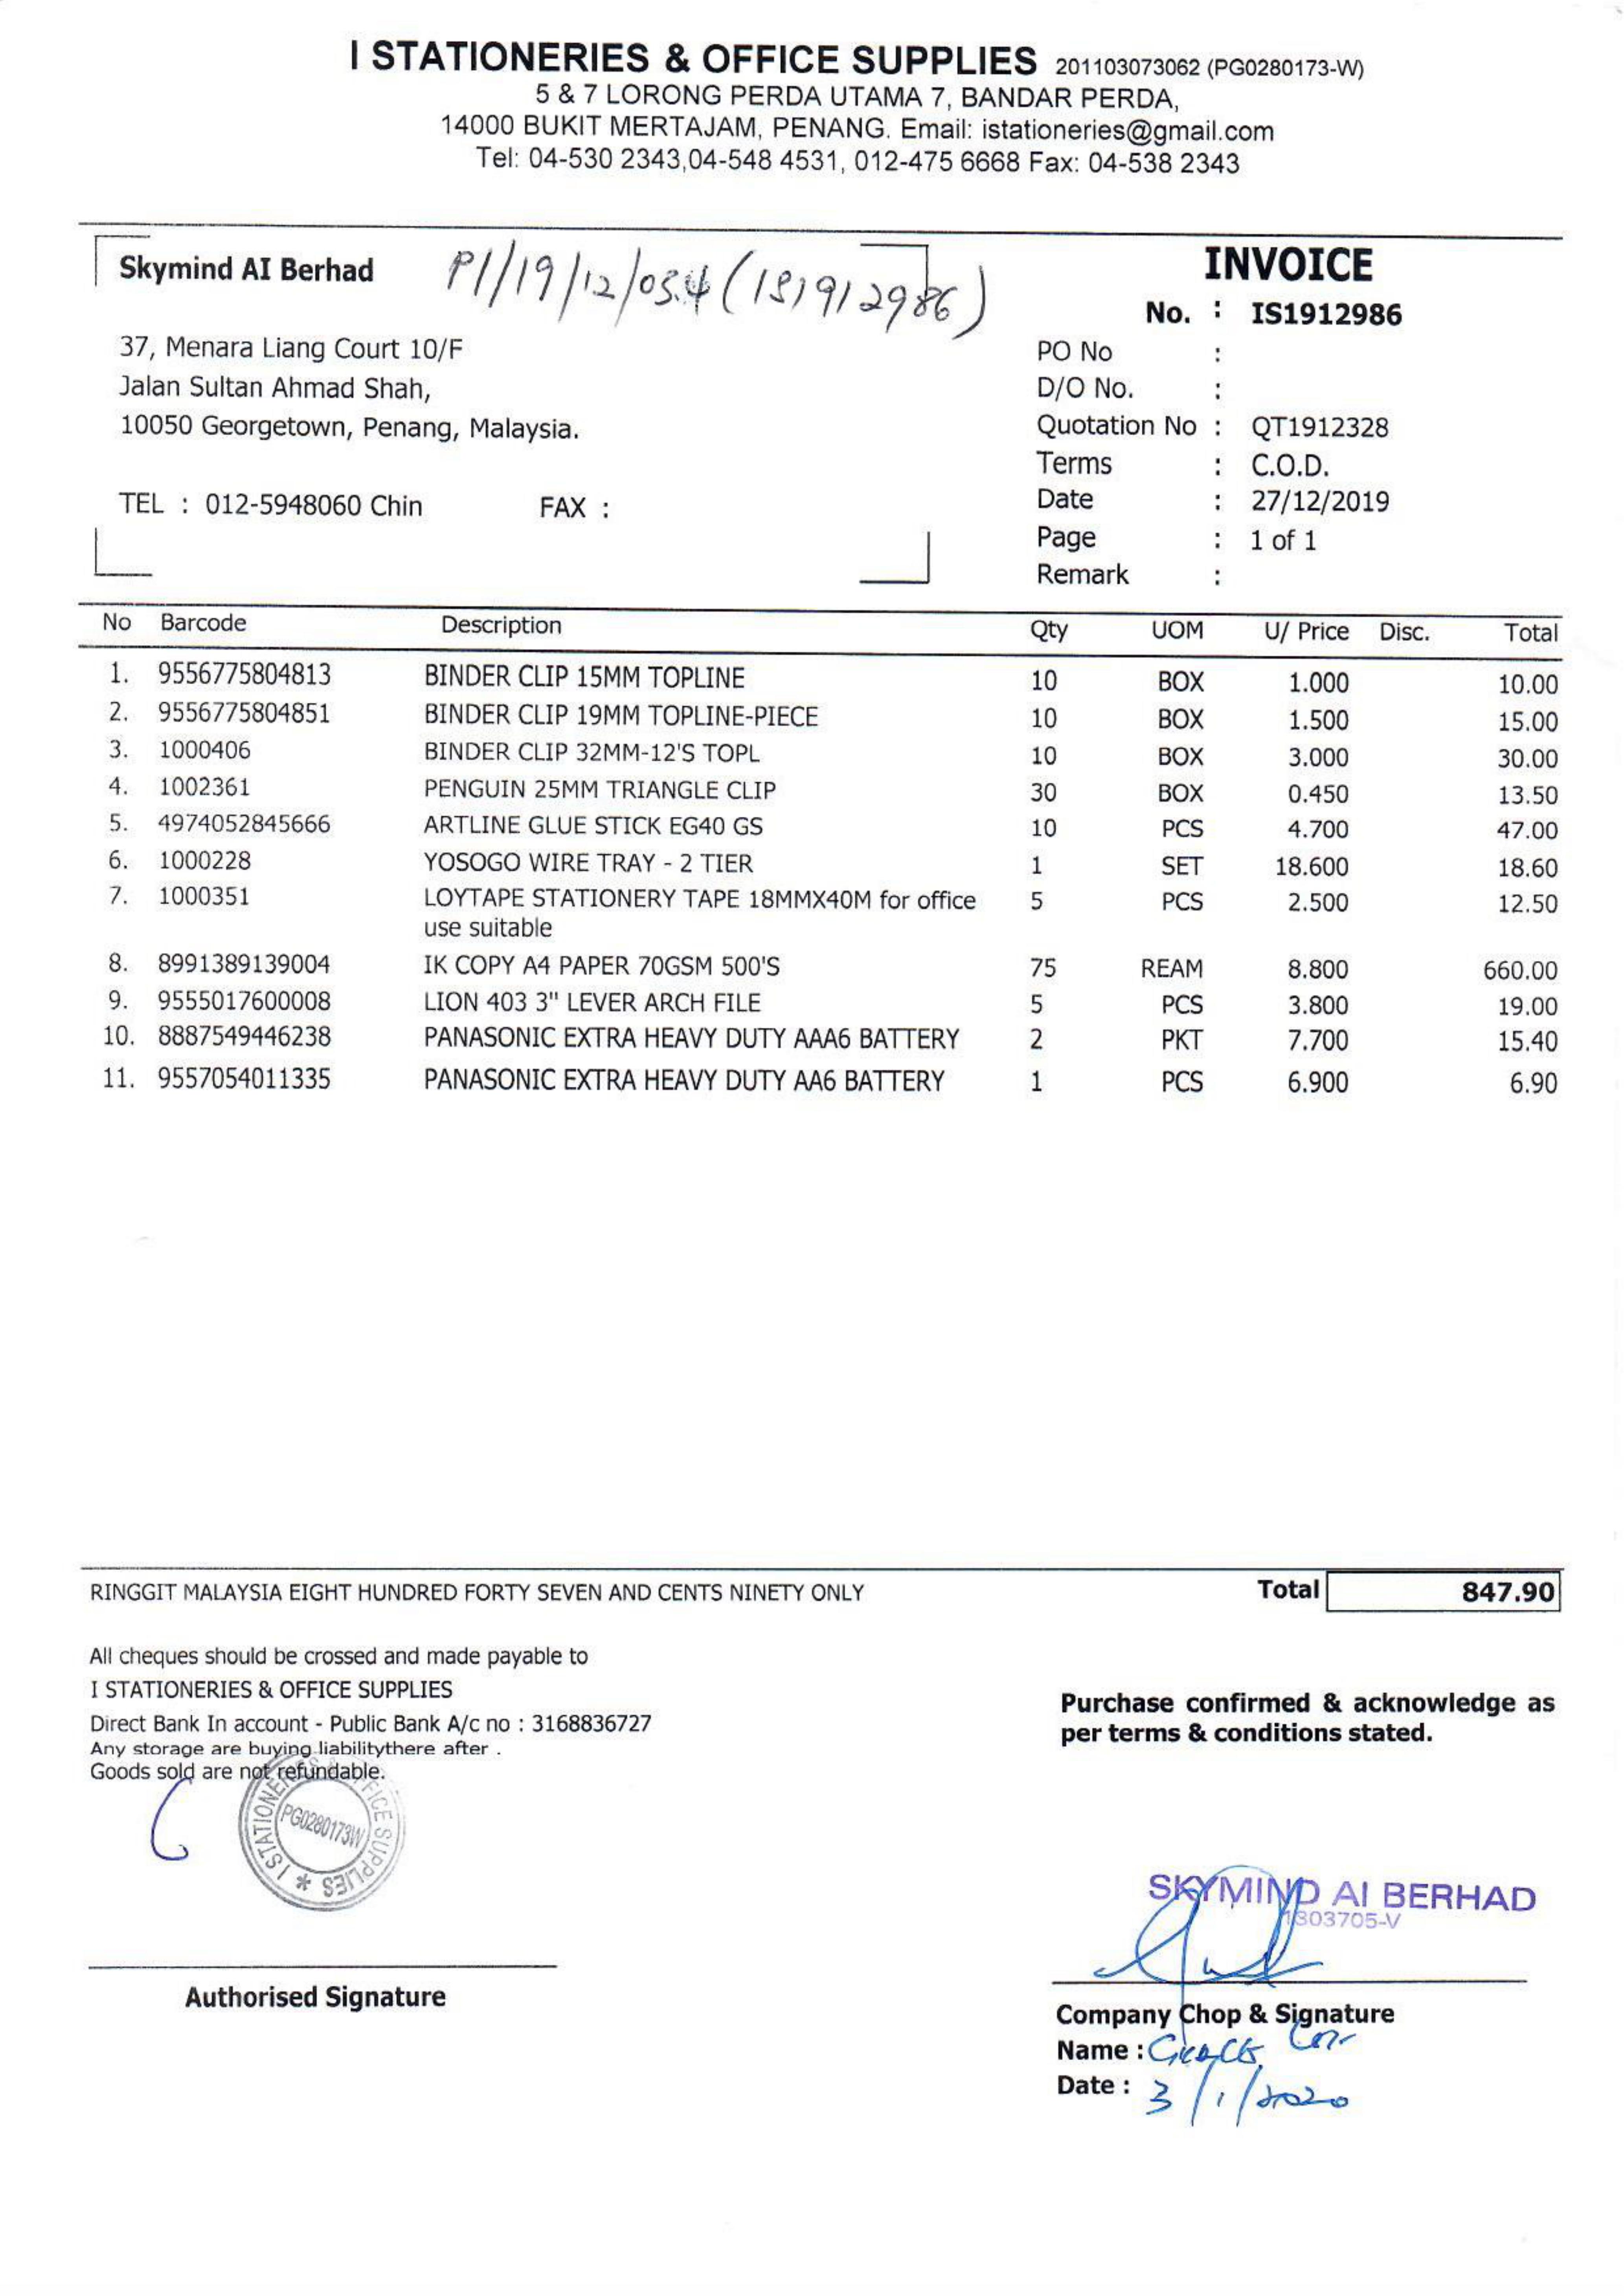 I STATIONERIES & OFFICE SUPPLIES 201103073062 (PG0280173-W)
5 & 7 LORONG PERDA UTAMA 7, BANDAR PERDA,
14000 BUKIT MERTAJAM, PENANG. Email: istationeries@gmail.com
Tel: 04-530 2343,04-548 4531, 012-475 6668 Fax: 04-538 2343
Skymind AI Berhad
(IS1912986)
37, Menara Liang Court 10/F
Jalan Sultan Ahmad Shah,
10050 Georgetown, Penang, Malaysia.
TEL : 012-5948060 Chin FAX :
INVOICE
No. : IS1912986
PO No :
D/O No. :
Quotation No : QT1912328
Terms : C.O.D.
Date : 27/12/2019
Page : 1 of 1
Remark :
No Barcode Description Qty UOM U/ Price Disc. Total
1. 9556775804813 BINDER CLIP 15MM TOPLINE 10 BOX 1.000 10.00
2. 9556775804851 BINDER CLIP 19MM TOPLINE-PIECE 10 BOX 1.500 15.00
3. 1000406 BINDER CLIP 32MM-12'S TOPL 10 BOX 3.000 30.00
4. 1002361 PENGUIN 25MM TRIANGLE CLIP 30 BOX 0.450 13.50
5. 4974052845666 ARTLINE GLUE STICK EG40 GS 10 PCS 4.700 47.00
6. 1000228 YOSOGO WIRE TRAY - 2 TIER 1 SET 18.600 18.60
7. 1000351 LOYTAPE STATIONERY TAPE 18MMX40M for office 5 PCS 2.500 12.50
use suitable
8. 8991389139004 IK COPY A4 PAPER 70GSM 500'S 75 REAM 8.800 660.00
9. 9555017600008 LION 403 3" LEVER ARCH FILE 5 PCS 3.800 19.00
10. 8887549446238 PANASONIC EXTRA HEAVY DUTY AAA6 BATTERY 2 PKT 7.700 15.40
11. 9557054011335 PANASONIC EXTRA HEAVY DUTY AA6 BATTERY 1 PCS 6.900 6.90
RINGGIT MALAYSIA EIGHT HUNDRED FORTY SEVEN AND CENTS NINETY ONLY Total 847.90
All cheques should be crossed and made payable to
I STATIONERIES & OFFICE SUPPLIES
Direct Bank In account - Public Bank A/c no : 3168836727
Any storage are buying liabilitythere after .
Goods sold are not refundable.
I STATIONERIES & OFFICE SUPPLIES *
PG0280173W
Authorised Signature
Purchase confirmed & acknowledge as
per terms & conditions stated.
SKYMIND AI BERHAD
1303705-V
Company Chop & Signature
Name :
Date : 3/1/2020